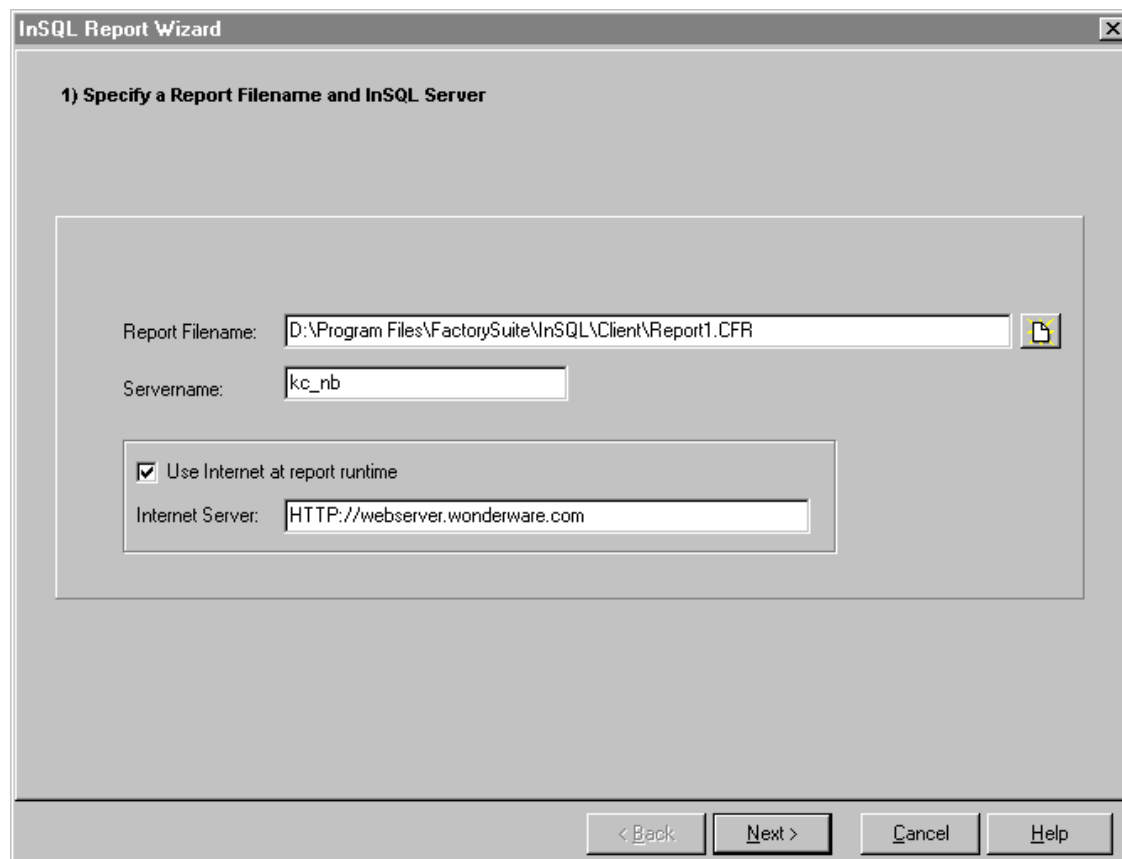 InSQL Report Wizard
1) Specify a Report Filename and InSQL Server
Report Filename: D:\Program Files\FactorySuite\InSQL\Client\Report1.CFR
Servername: kc_nb
Use Internet at report runtime
Internet Server: HTTP://webserver.wonderware.com
< Back Next > Cancel Help